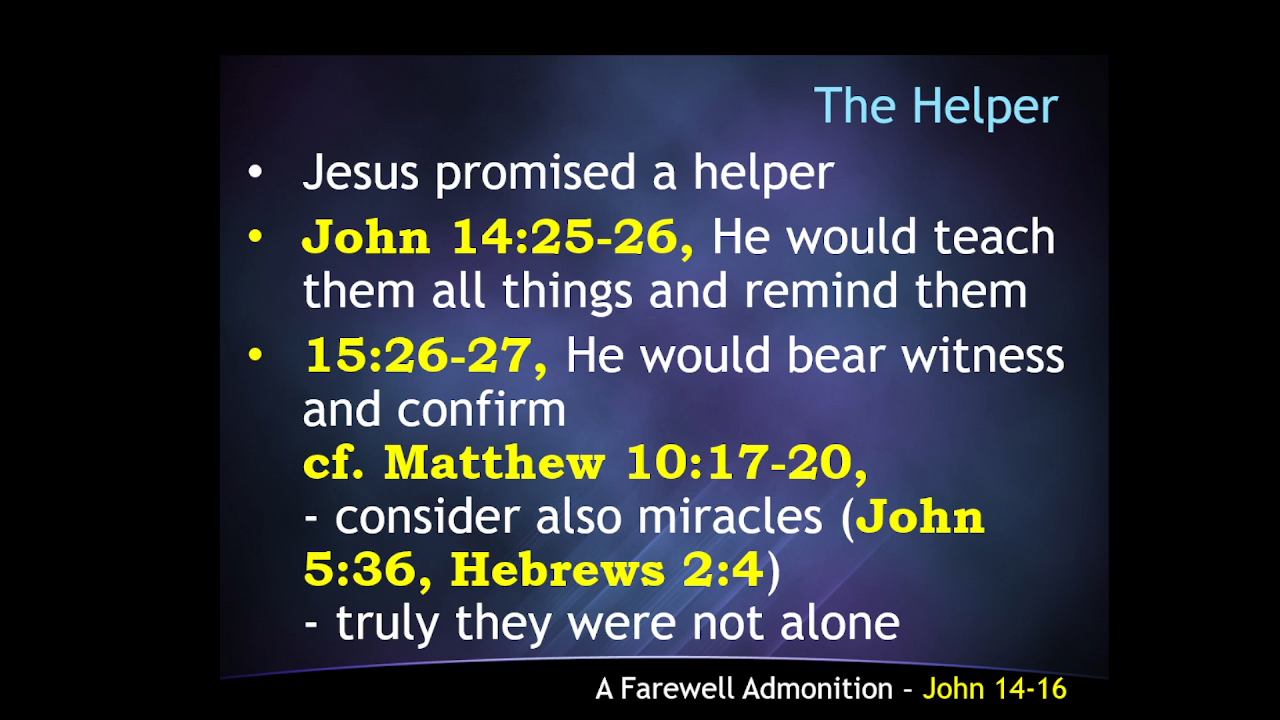 The Helper
• Jesus promised a helper
• John 14:25-26, He would teach
them all things and remind them
• 15:26-27, He would bear witness
and confirm
cf. Matthew 10:17-20,
- consider also miracles (John
5:36, Hebrews 2:4)
- truly they were not alone
A Farewell Admonition – John 14-16